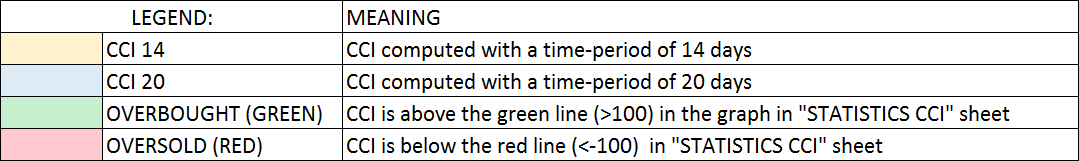 LEGEND: MEANING
CCI 14 CCI computed with a time-period of 14 days
CCI 20 CCI computed with a time-period of 20 days
OVERBOUGHT (GREEN) CCI is above the green line (>100) in the graph in "STATISTICS CCI" sheet
OVERSOLD (RED) CCI is below the red line (<-100)  in "STATISTICS CCI" sheet